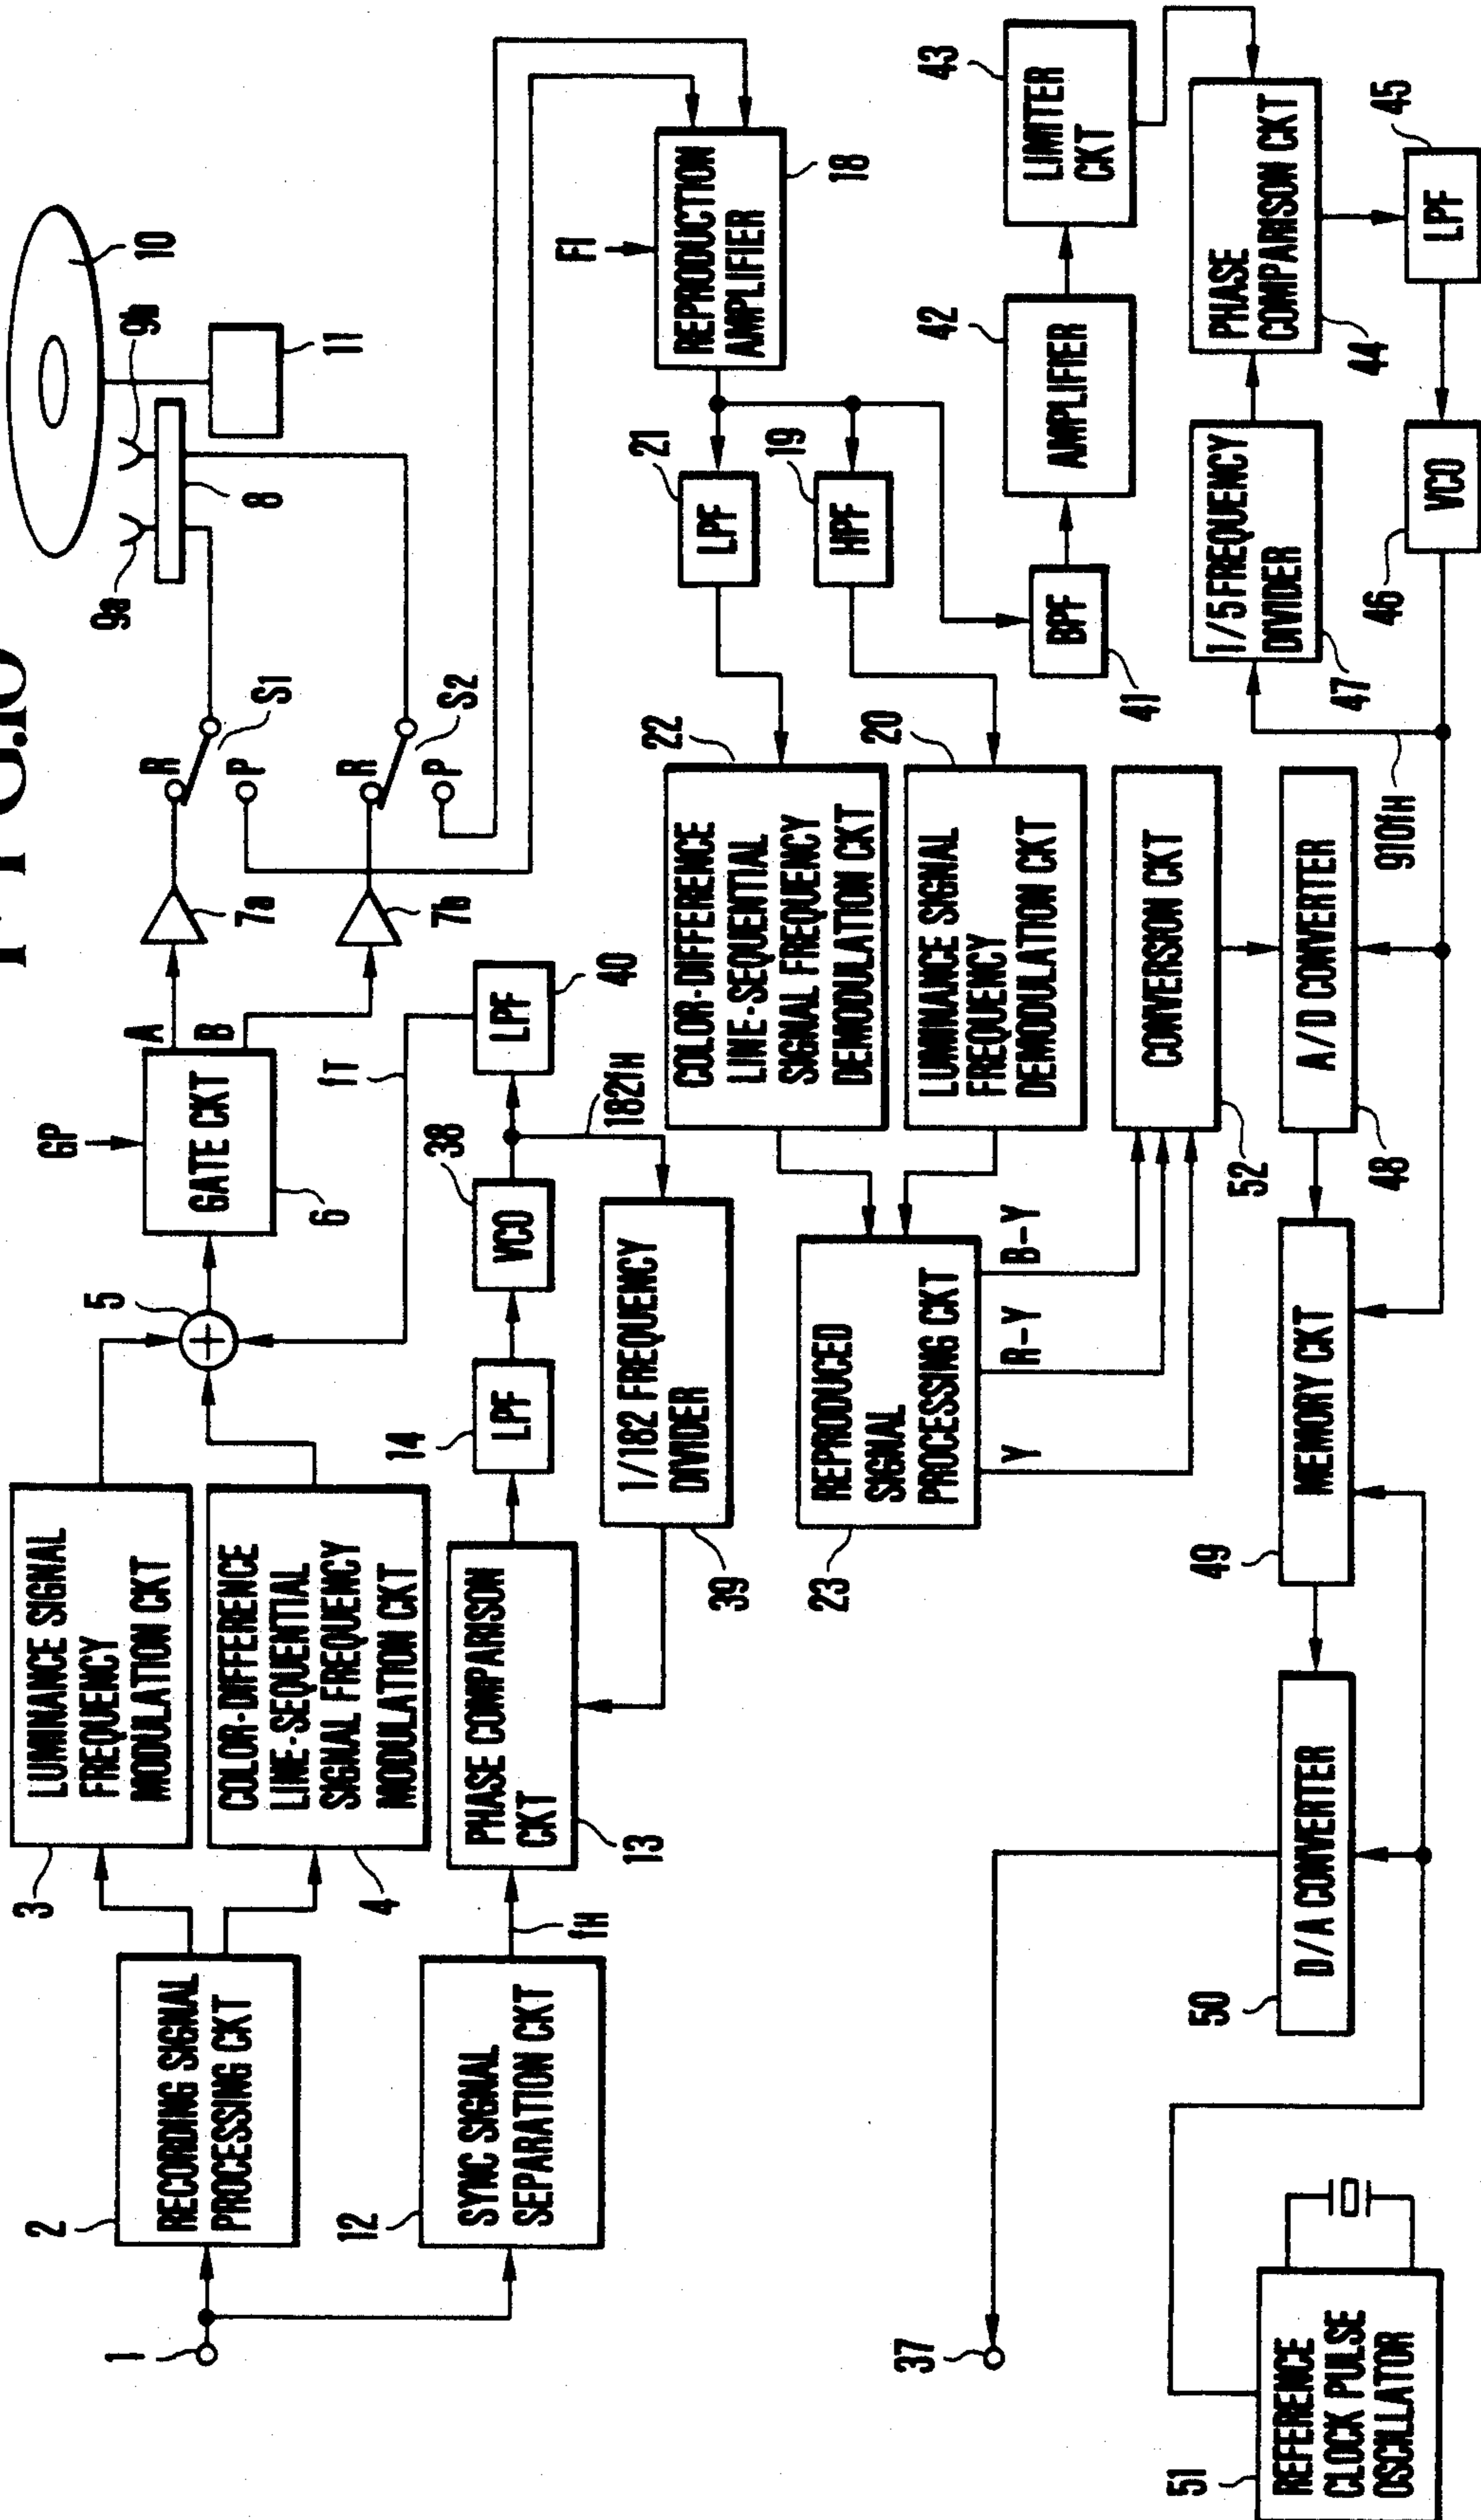 1
2
RECORDING SIGNAL
PROCESSING CKT
3
LUMINANCE SIGNAL
FREQUENCY
MODULATION CKT
4
COLOR-DIFFERENCE
LINE-SEQUENTIAL
SIGNAL FREQUENCY
MODULATION CKT
5
GP
GATE CKT
6
A
B
7a
7b
R
P
S1
R
P
S2
9a
9b
8
10
11
12
SYNC SIGNAL
SEPARATION CKT
fH
PHASE COMPARISON
CKT
13
14
LPF
38
VCO
182fH
LPF
40
fT
1/182 FREQUENCY
DIVIDER
39
F1
REPRODUCTION
AMPLIFIER
18
21
LPF
19
HPF
22
COLOR-DIFFERENCE
LINE-SEQUENTIAL
SIGNAL FREQUENCY
DEMODULATION CKT
20
LUMINANCE SIGNAL
FREQUENCY
DEMODULATION CKT
REPRODUCED
SIGNAL
PROCESSING CKT
23
Y
R-Y
B-Y
CONVERSION CKT
52
BPF
41
42
AMPLIFIER
43
LIMITER
CKT
PHASE
COMPARISON CKT
44
45
LPF
46
VCO
1/5 FREQUENCY
DIVIDER
47
910fH
A/D CONVERTER
48
49
MEMORY CKT
50
D/A CONVERTER
37
51
REFERENCE
CLOCK PULSE
OSCILLATOR